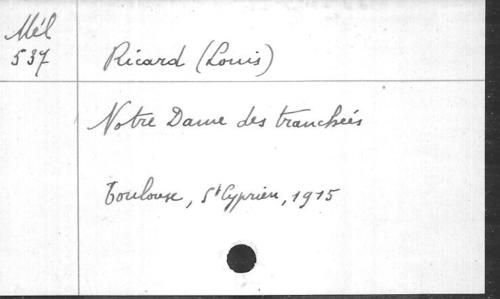 Mél
537
Ricard (Louis)
Notre Dame des tranchées
Toulouse, St Cyprien, 1915